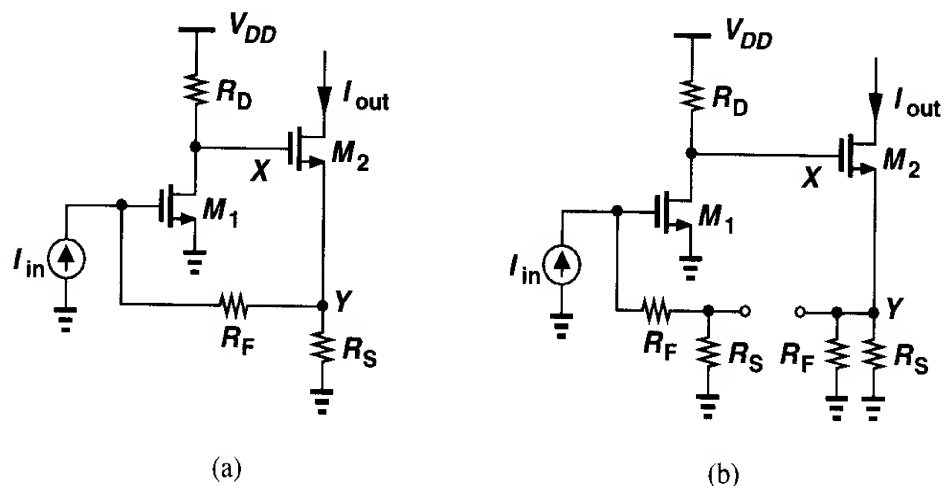 V_DD
R_D
I_out
X
M_2
M_1
I_in
Y
R_F
R_S
(a)
V_DD
R_D
I_out
X
M_2
M_1
I_in
Y
R_F
R_S
R_F
R_S
(b)